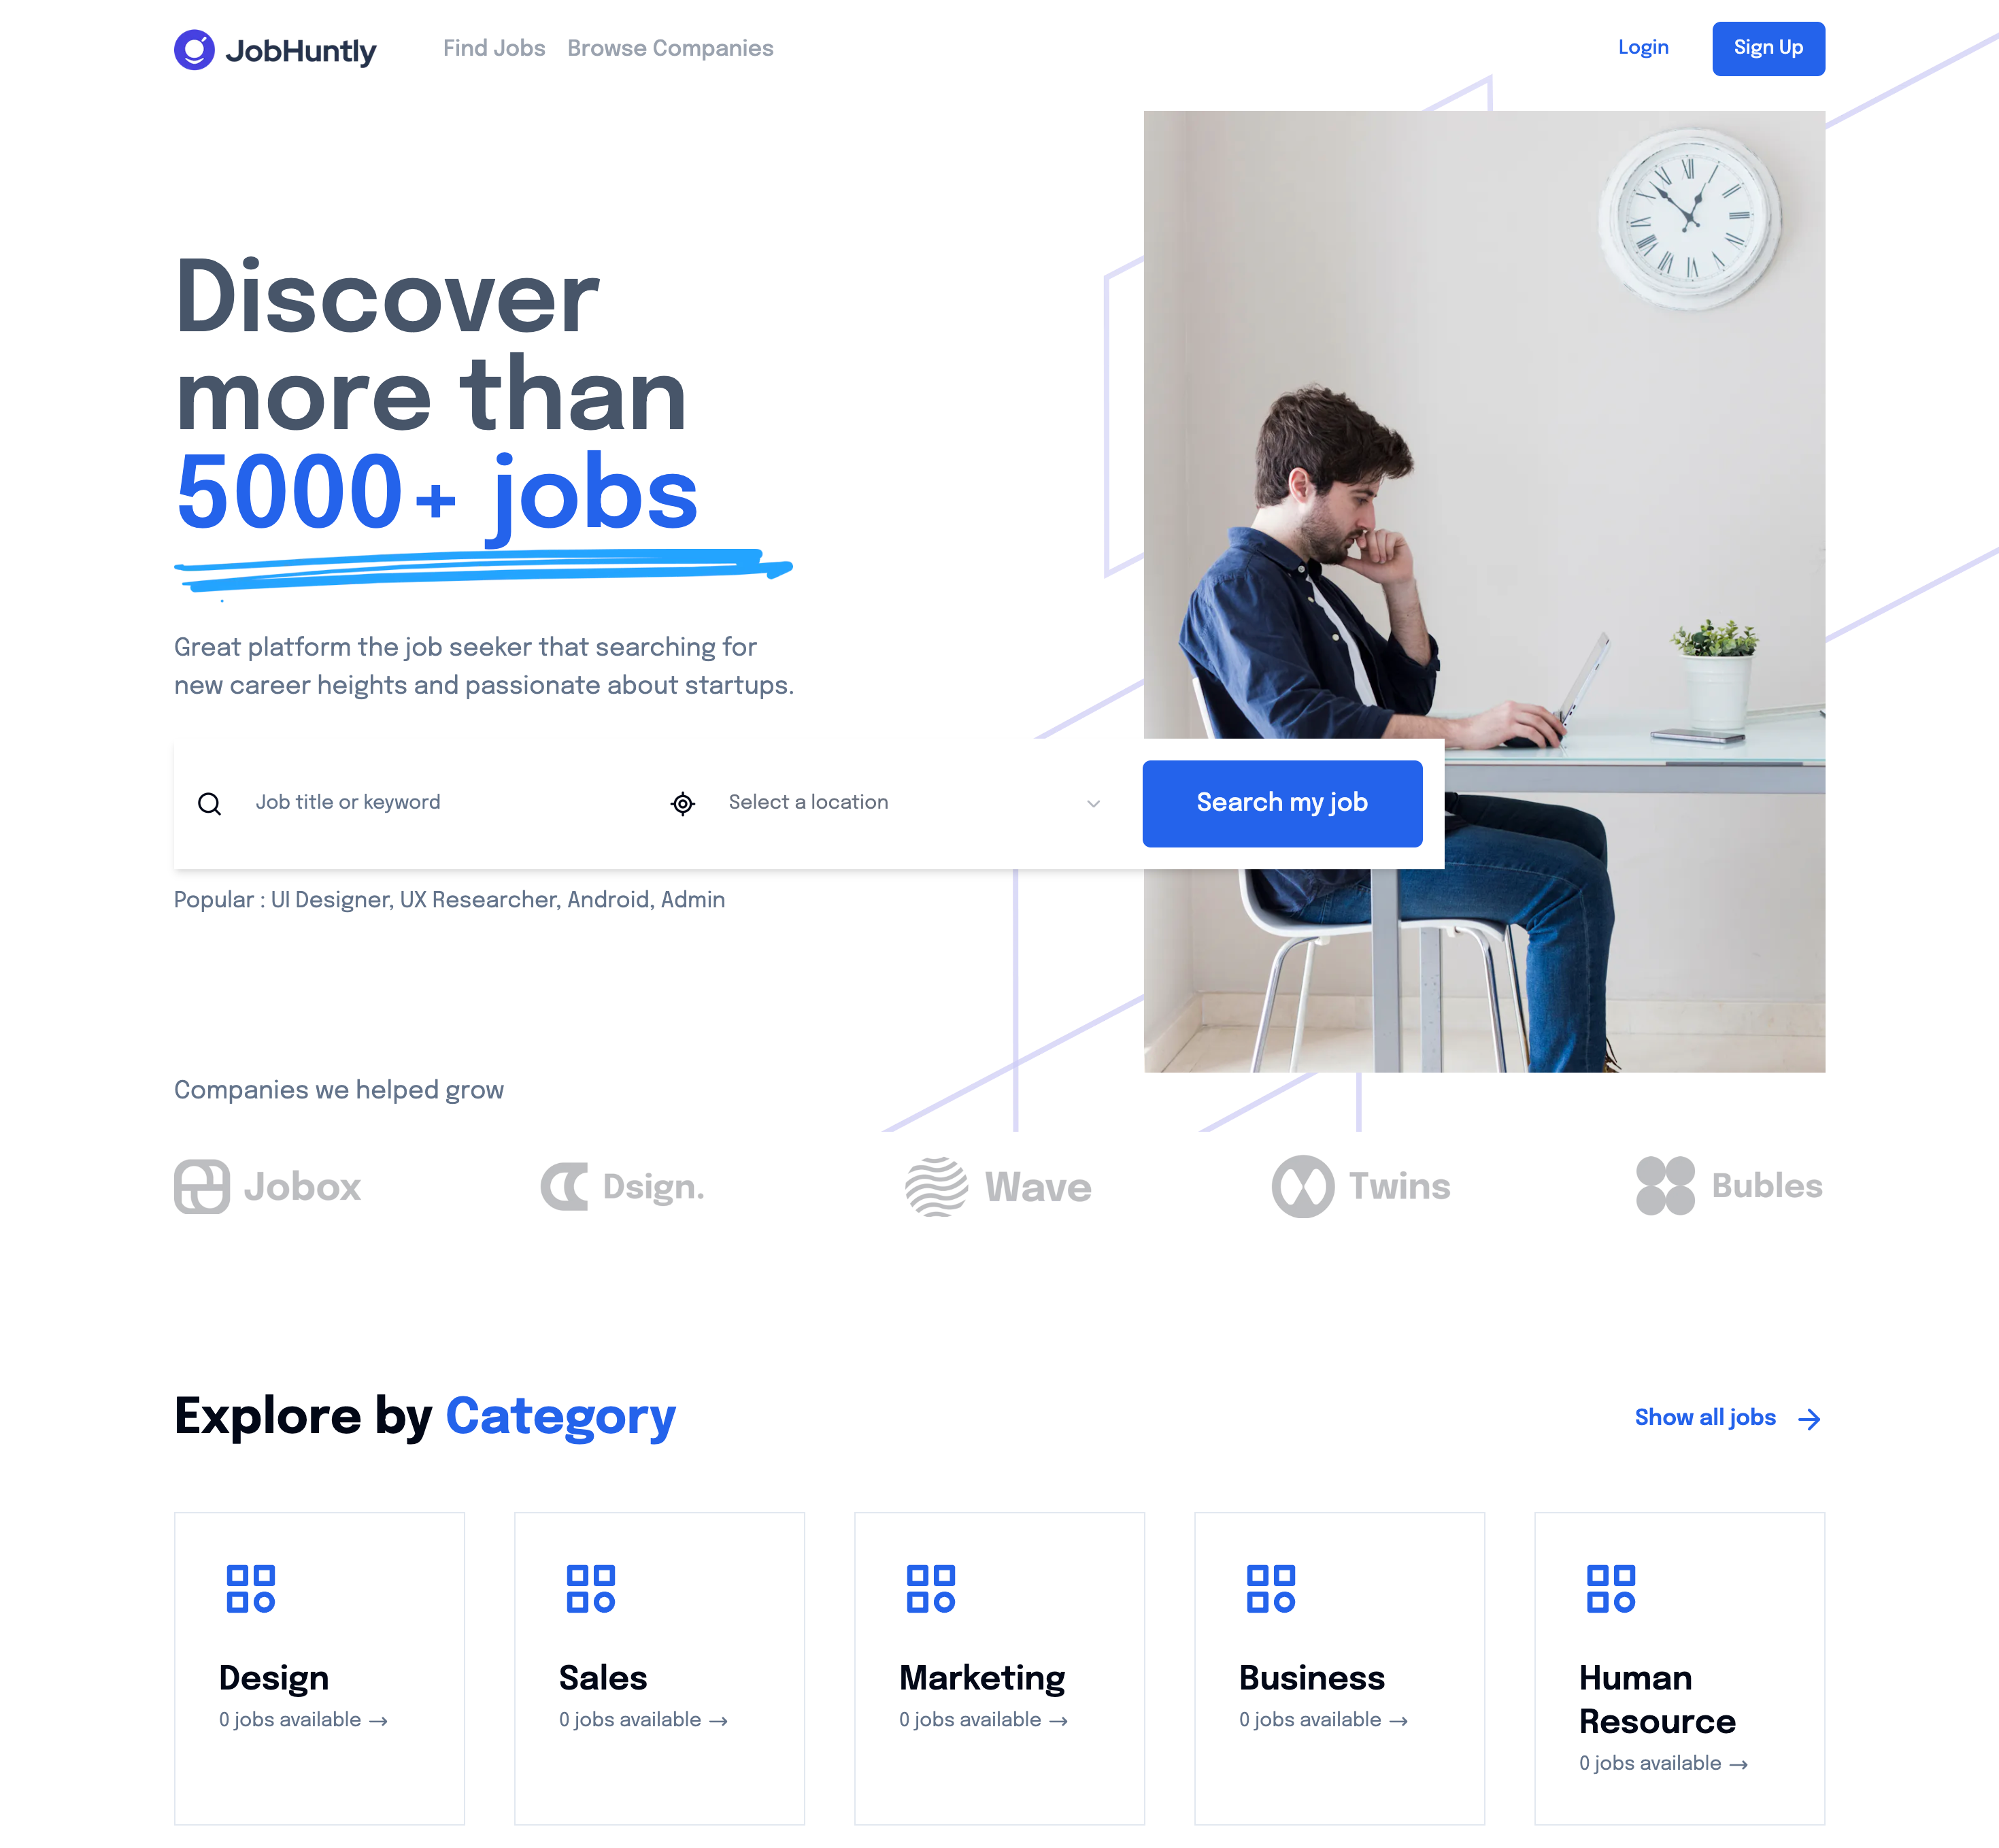 JobHuntly
Find Jobs Browse Companies
Login
Sign Up
Discover
more than
5000+ jobs
Great platform the job seeker that searching for
new career heights and passionate about startups.
Job title or keyword
Select a location
Search my job
Popular : UI Designer, UX Researcher, Android, Admin
Companies we helped grow
Jobox
Dsign.
Wave
Twins
Bubles
Explore by Category
Show all jobs →
Design
0 jobs available →
Sales
0 jobs available →
Marketing
0 jobs available →
Business
0 jobs available →
Human
Resource
0 jobs available →